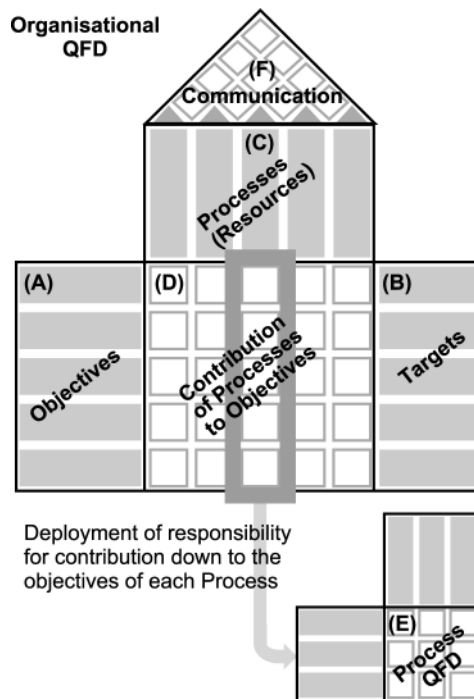 Organisational
QFD
(F)
Communication
(C)
Processes
(Resources)
(A)
(D)
(B)
Objectives
Contribution
of Processes
to Objectives
Targets
Deployment of responsibility
for contribution down to the
objectives of each Process
(E)
Process
QFD